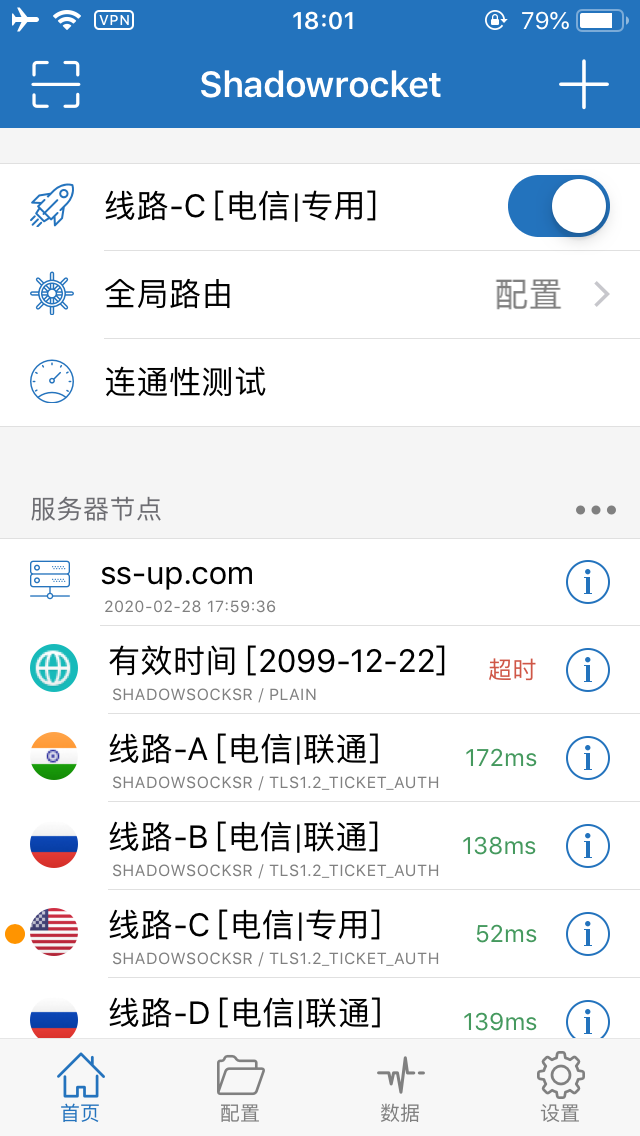 VPN 18:01 79%
Shadowrocket
线路-C [电信|专用]
全局路由 配置
连通性测试
服务器节点
ss-up.com
2020-02-28 17:59:36
有效时间 [2099-12-22] 超时
SHADOWSOCKSR / PLAIN
线路-A [电信|联通] 172ms
SHADOWSOCKSR / TLS1.2_TICKET_AUTH
线路-B [电信|联通] 138ms
SHADOWSOCKSR / TLS1.2_TICKET_AUTH
线路-C [电信|专用] 52ms
SHADOWSOCKSR / TLS1.2_TICKET_AUTH
线路-D [电信|联通] 139ms
首页 配置 数据 设置